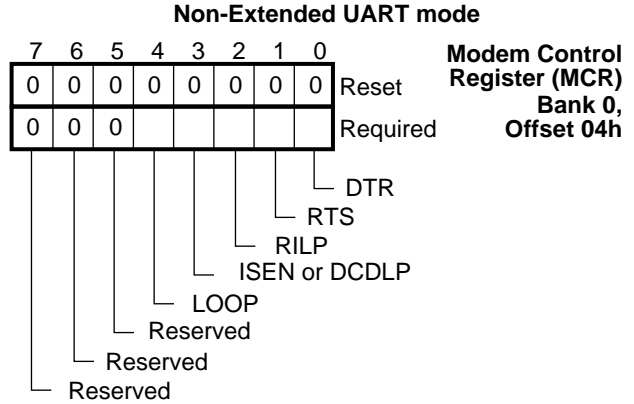 Non-Extended UART mode
7 6 5 4 3 2 1 0
Modem Control
Register (MCR)
Bank 0,
Offset 04h
0 0 0 0 0 0 0 0 Reset
0 0 0 Required
DTR
RTS
RILP
ISEN or DCDLP
LOOP
Reserved
Reserved
Reserved